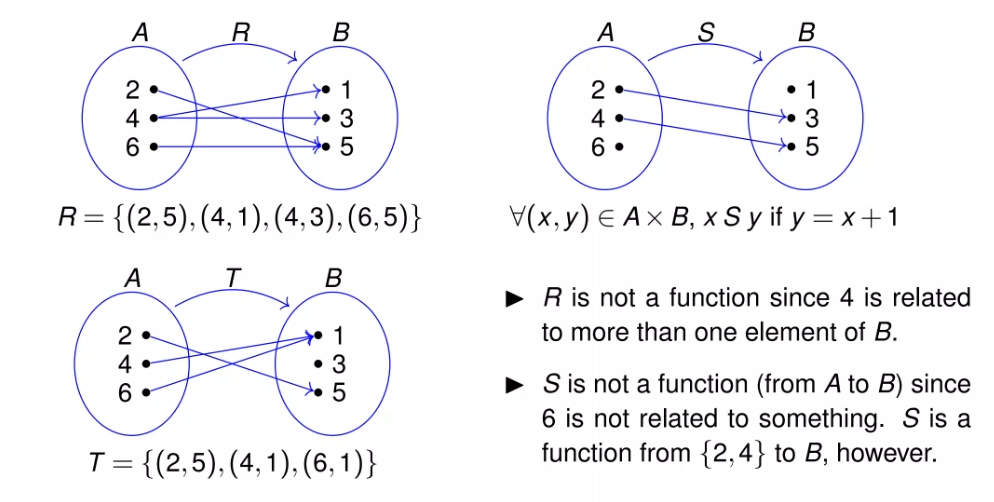 A R B
2 1
4 3
6 5
R = {(2,5),(4,1),(4,3),(6,5)}
A S B
2 1
4 3
6 5
∀(x,y) ∈ A × B, x S y if y = x + 1
A T B
2 1
4 3
6 5
T = {(2,5),(4,1),(6,1)}
▶ R is not a function since 4 is related
to more than one element of B.
▶ S is not a function (from A to B) since
6 is not related to something. S is a
function from {2,4} to B, however.